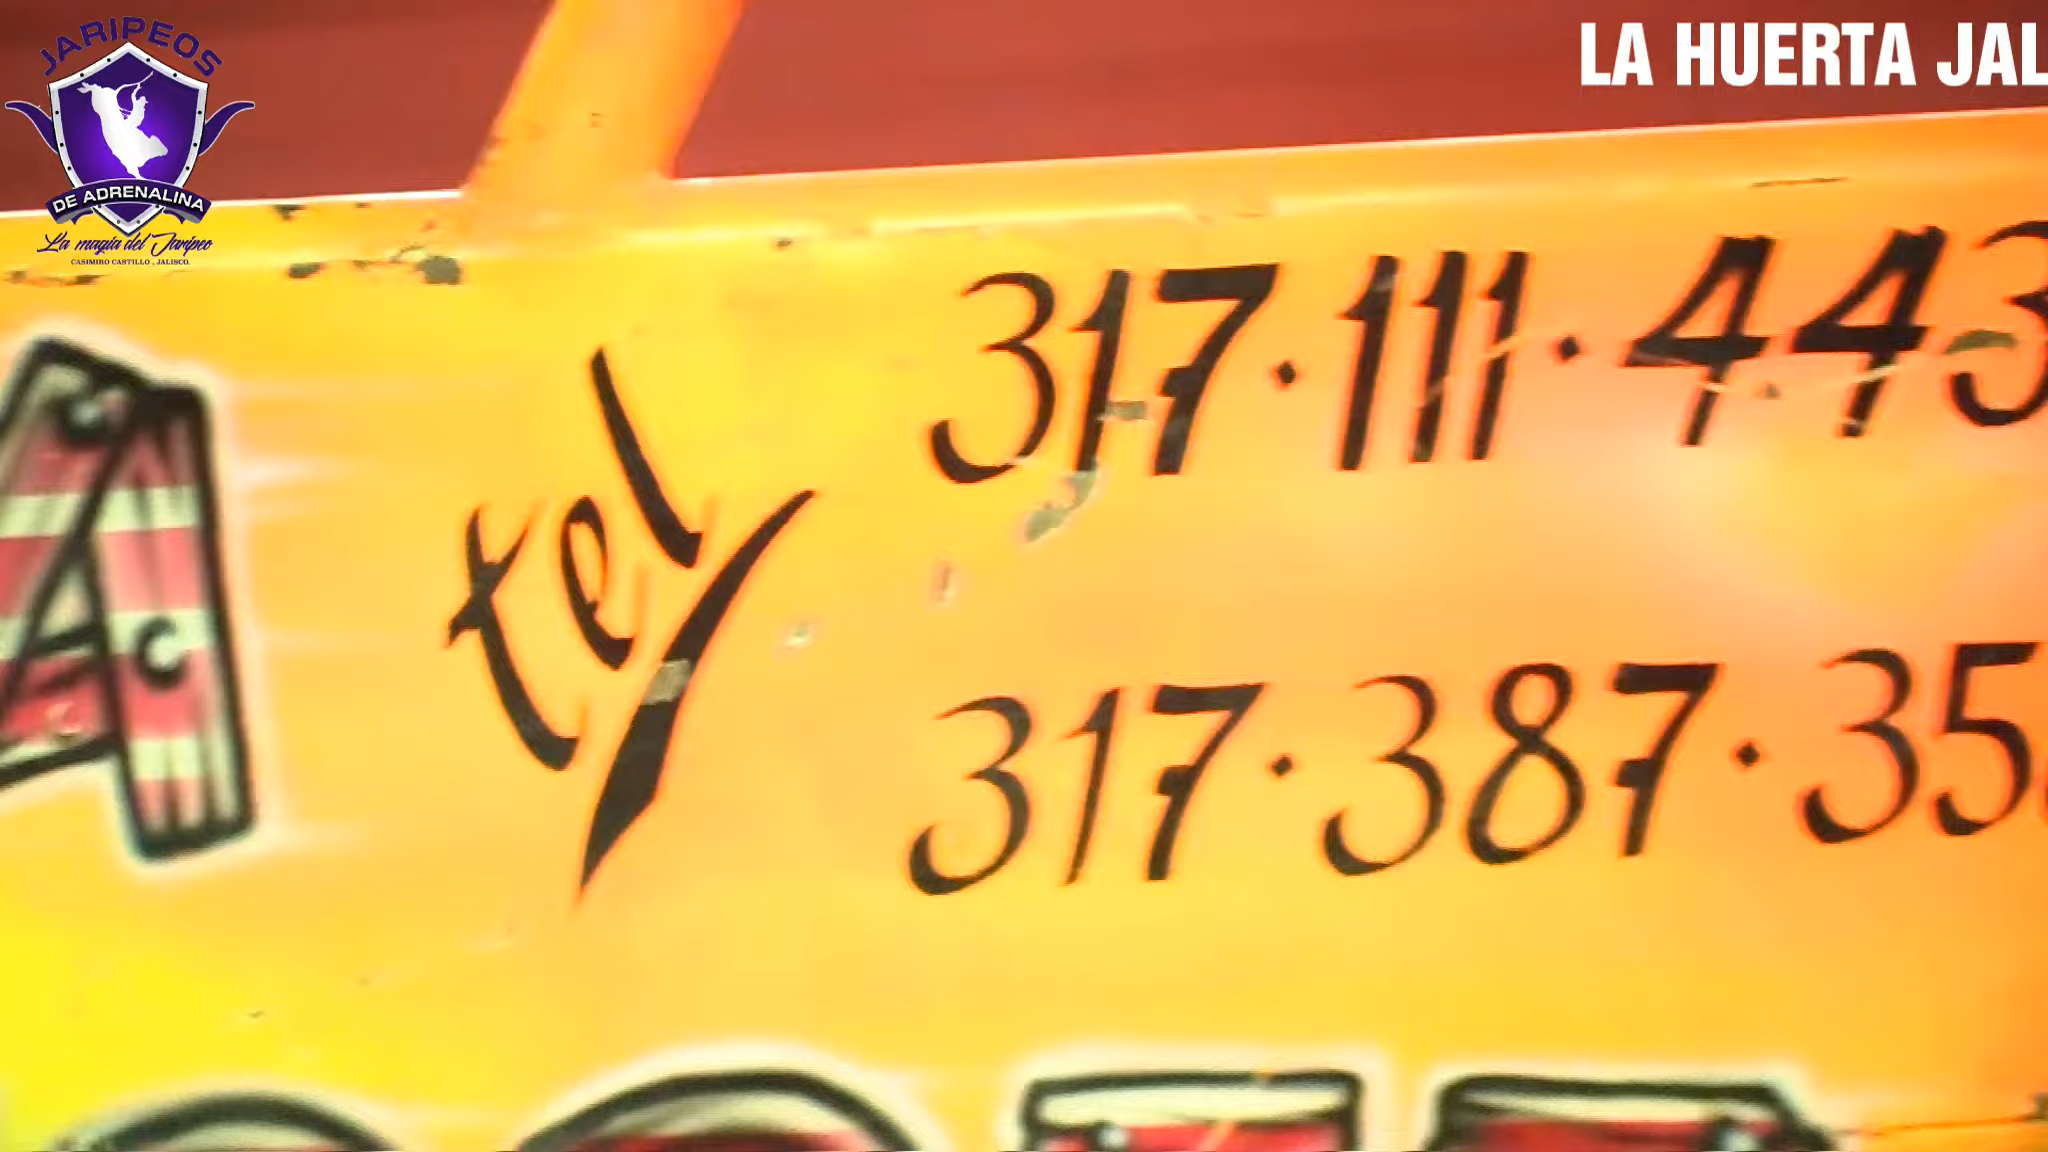 JARIPEOS
DE ADRENALINA
La magia del Jaripeo
CASIMIRO CASTILLO . JALISCO.
LA HUERTA JAL
A
tel
317·111·443
317·387·35